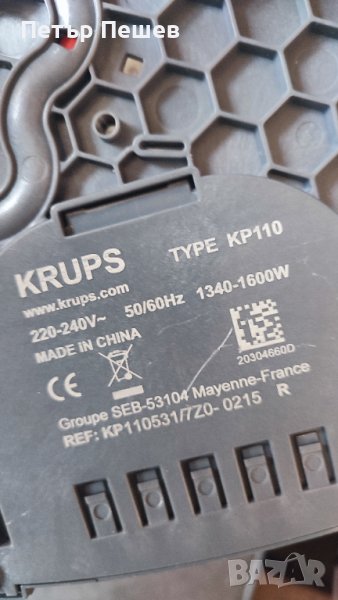 Петър Пешев
KRUPS TYPE KP110
www.krups.com
220-240V~ 50/60Hz 1340-1600W
MADE IN CHINA
CE
20304660D
Groupe SEB-53104 Mayenne-France
REF: KP110531/7Z0- 0215 R
BAZAR